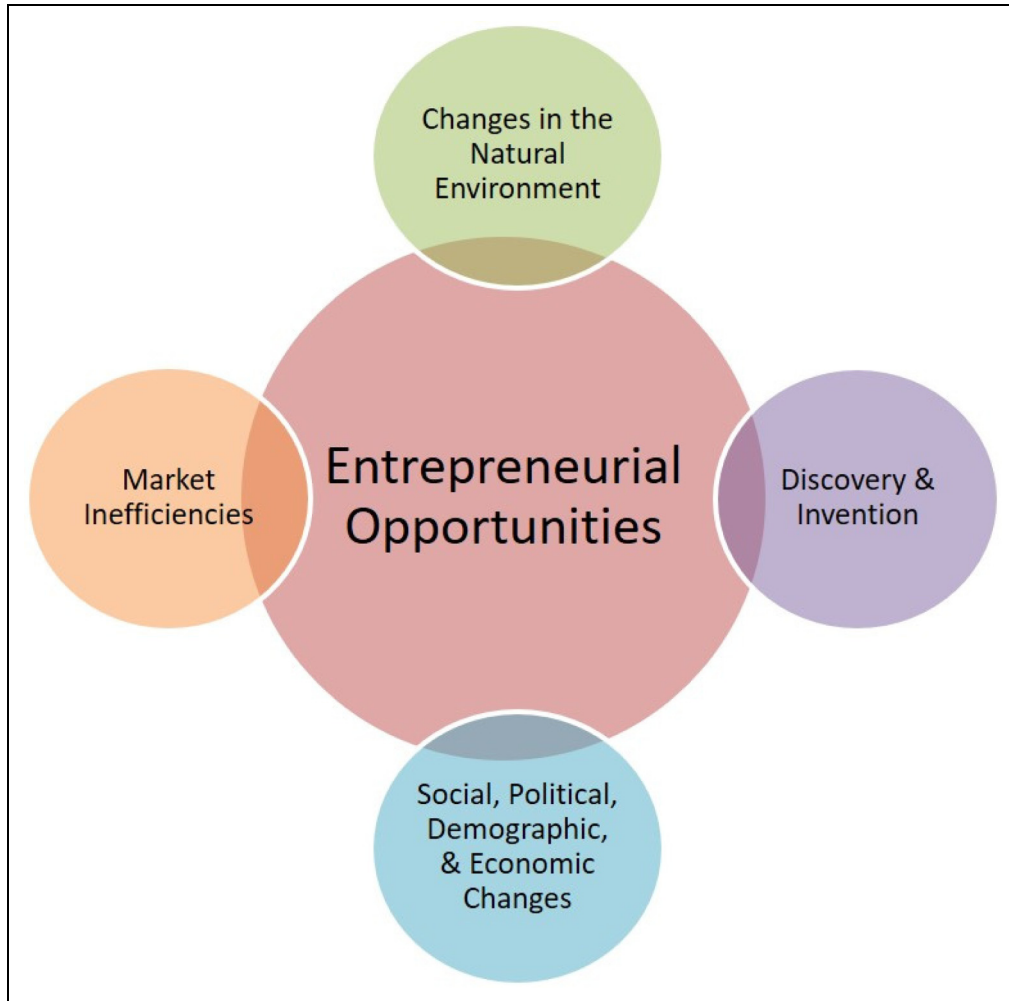 Changes in the
Natural
Environment
Market
Inefficiencies
Entrepreneurial
Opportunities
Discovery &
Invention
Social, Political,
Demographic,
& Economic
Changes